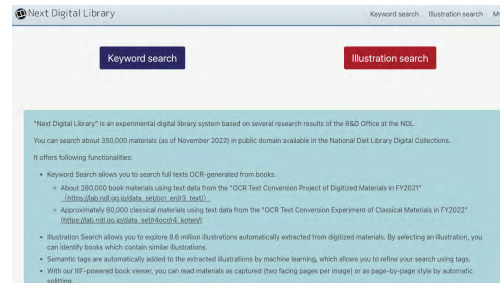 Next Digital Library
Keyword search Illustration search My
Keyword search
Illustration search
"Next Digital Library" is an experimental digital library system based on several research results of the R&D Office at the NDL.
You can search about 350,000 materials (as of November 2022) in public domain available in the National Diet Library Digital Collections.
It offers following functionalities:
• Keyword Search allows you to search full texts OCR-generated from books.
◦ About 280,000 book materials using text data from the "OCR Text Conversion Project of Digitized Materials in FY2021"
(https://lab.ndl.go.jp/data_set/ocr_en/r3_text/)
◦ Approximately 60,000 classical materials using text data from the "OCR Text Conversion Experiment of Classical Materials in FY2022"
(https://lab.ndl.go.jp/data_set/r4ocr/r4_koten/)
• Illustration Search allows you to explore 8.6 million illustrations automatically extracted from digitized materials. By selecting an illustration, you
can identify books which contain similar illustrations.
• Semantic tags are automatically added to the extracted illustrations by machine learning, which allows you to refine your search using tags.
• With our IIIF-powered book viewer, you can read materials as captured (two facing pages per image) or as page-by-page style by automatic
splitting.